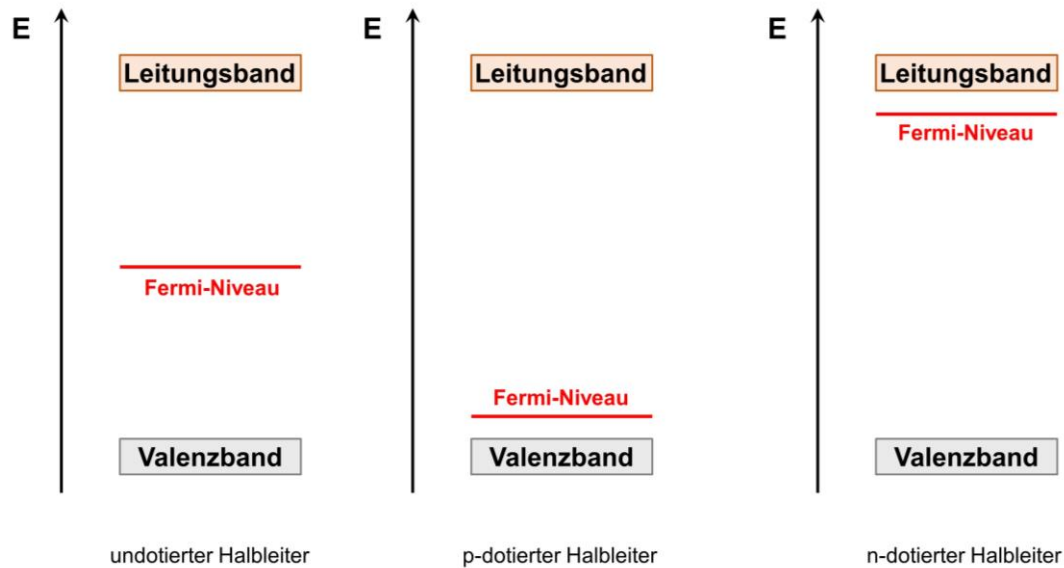 E
Leitungsband
Fermi-Niveau
Valenzband
undotierter Halbleiter
E
Leitungsband
Fermi-Niveau
Valenzband
p-dotierter Halbleiter
E
Leitungsband
Fermi-Niveau
Valenzband
n-dotierter Halbleiter